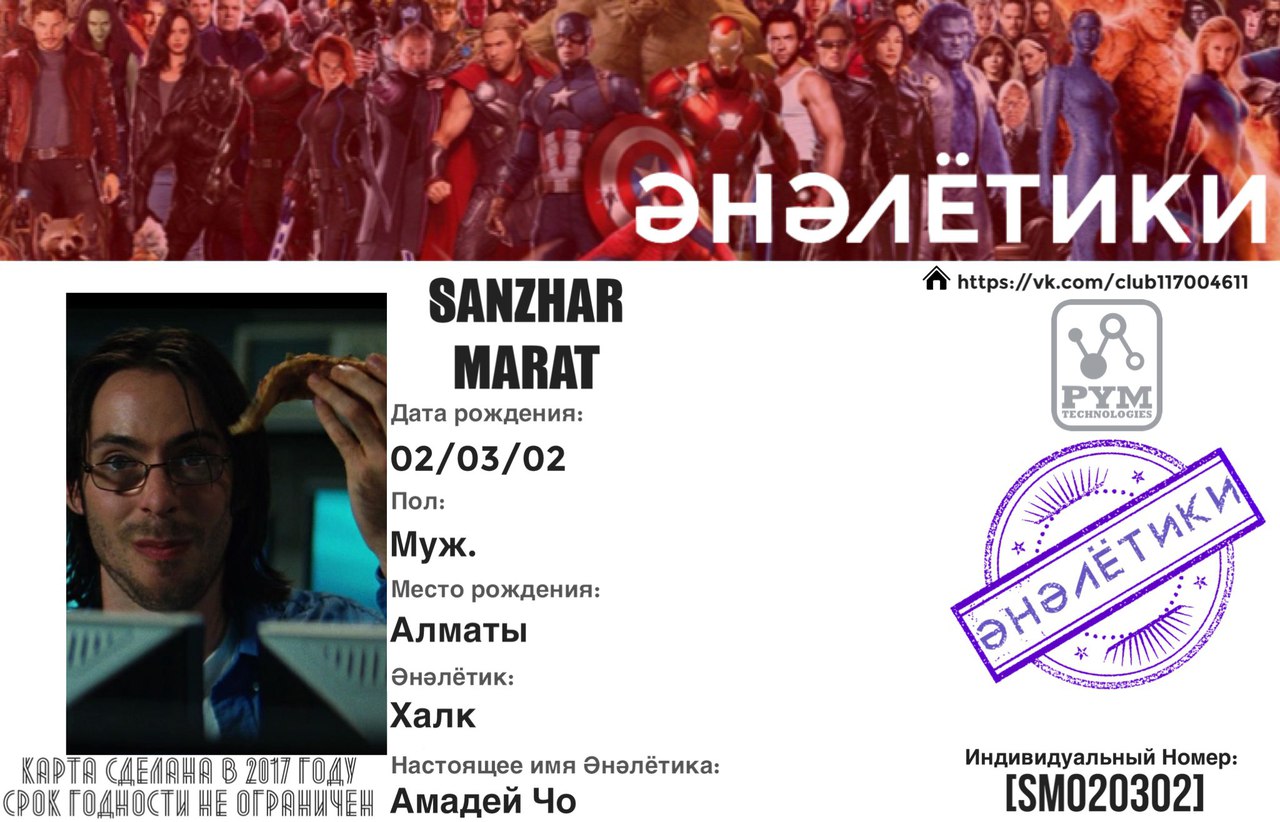 ӘНӘЛЁТИКИ
https://vk.com/club117004611
SANZHAR
MARAT
PYM
TECHNOLOGIES
Дата рождения:
02/03/02
Пол:
Муж.
Место рождения:
Алматы
ӘНӘЛЁТИКИ
Әнәлётик:
Халк
Настоящее имя Әнәлётика:
Амадей Чо
КАРТА СДЕЛАНА В 2017 ГОДУ
СРОК ГОДНОСТИ НЕ ОГРАНИЧЕН
Индивидуальный Номер:
[SM020302]